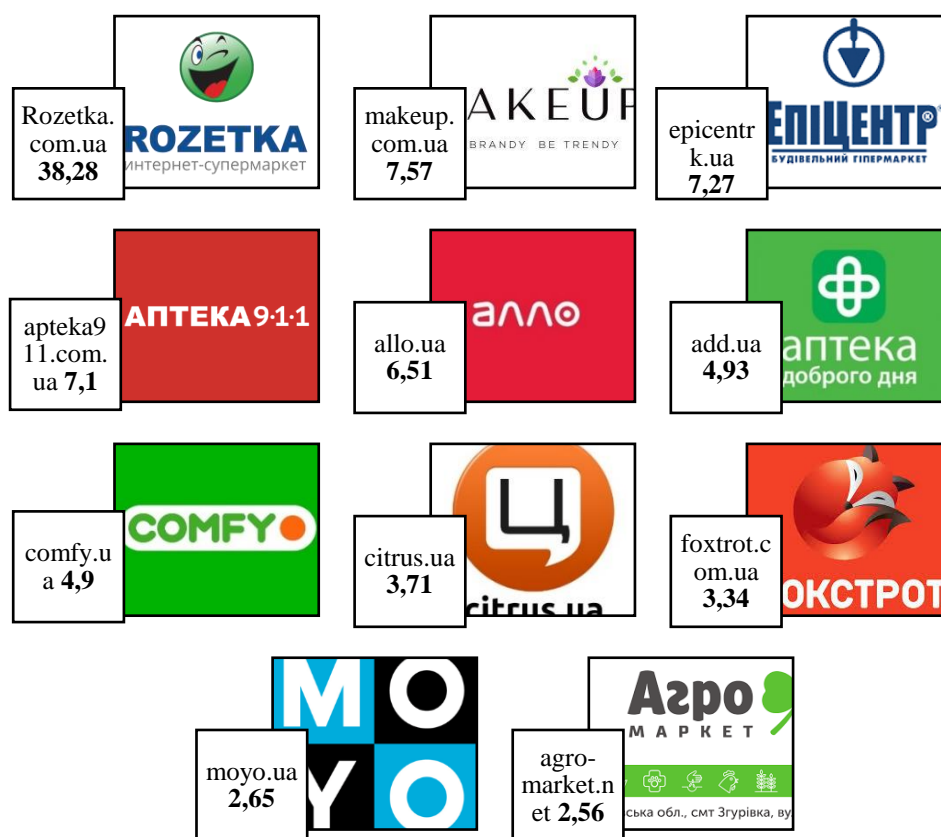 Rozetka.
com.ua
38,28
ROZETKA
интернет-супермаркет
makeup.
com.ua
7,57
AKEUP
BRANDY BE TRENDY
epicentr
k.ua
7,27
ЕПІЦЕНТР®
БУДІВЕЛЬНИЙ ГІПЕРМАРКЕТ
apteka9
11.com.
ua 7,1
АПТЕКА 9·1·1
allo.ua
6,51
алло
add.ua
4,93
аптека
доброго дня
comfy.u
a 4,9
COMFY
citrus.ua
3,71
Ц
citrus.ua
foxtrot.c
om.ua
3,34
ОКСТРОТ
moyo.ua
2,65
MO
YO
agro-
market.n
et 2,56
Агро
МАРКЕТ
ська обл., смт Згурівка, вул